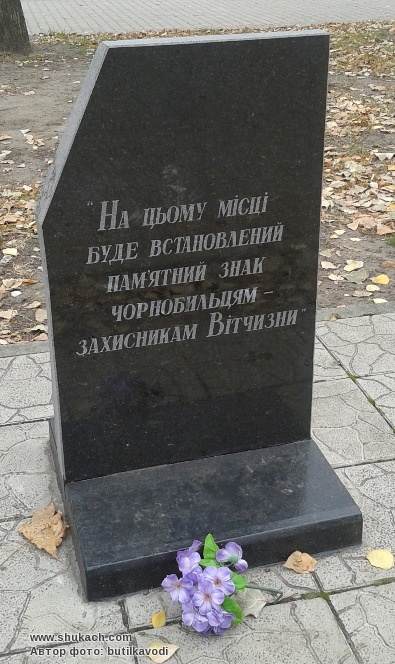 "На цьому місці
буде встановлений
пам'ятний знак
чорнобильцям –
захисникам Вітчизни"
www.shukach.com
Автор фото: butilkavodi